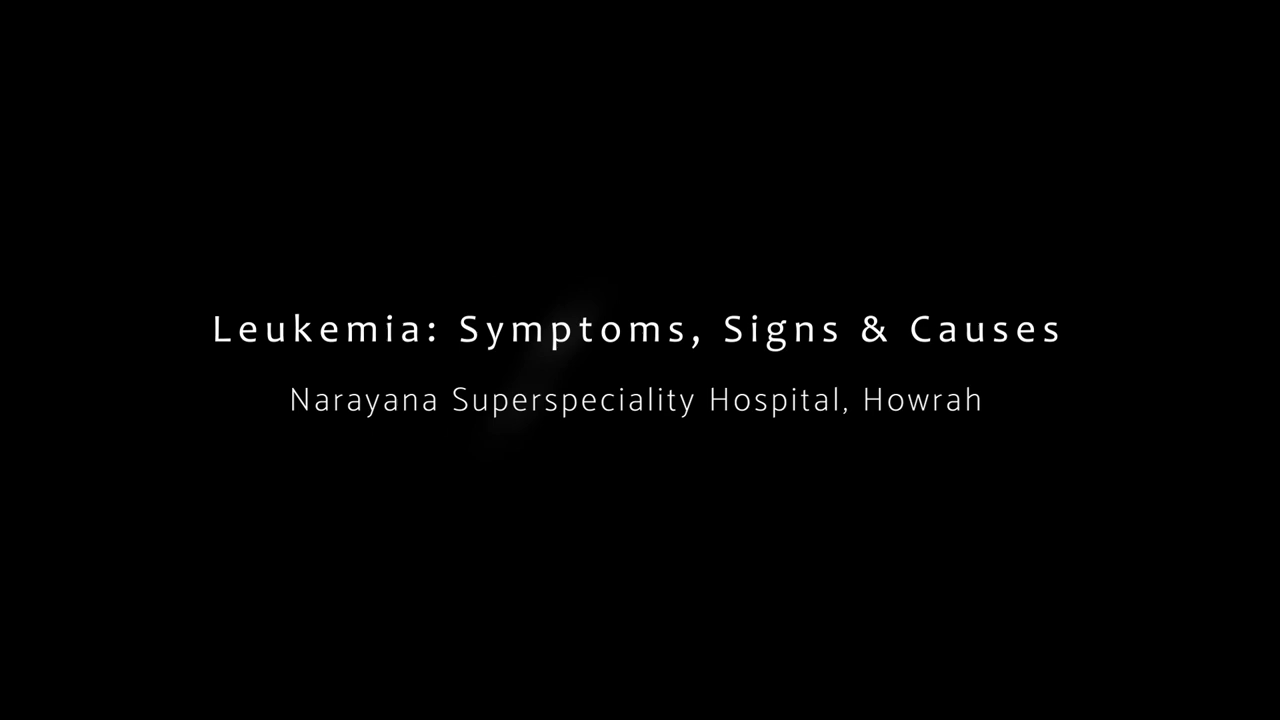 Leukemia: Symptoms, Signs & Causes
Narayana Superspeciality Hospital, Howrah